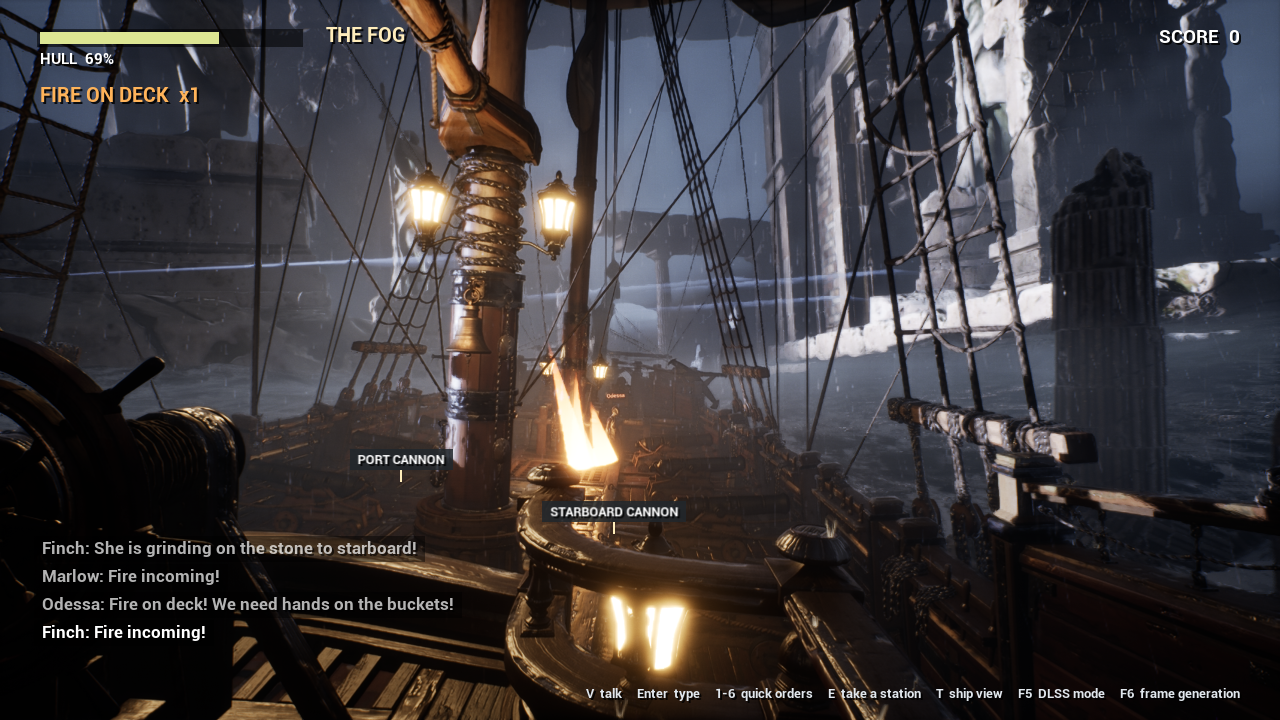 THE FOG
SCORE 0
HULL 69%
FIRE ON DECK x1
Odessa
PORT CANNON
STARBOARD CANNON
Finch: She is grinding on the stone to starboard!
Marlow: Fire incoming!
Odessa: Fire on deck! We need hands on the buckets!
Finch: Fire incoming!
V talk Enter type 1-6 quick orders E take a station T ship view F5 DLSS mode F6 frame generation